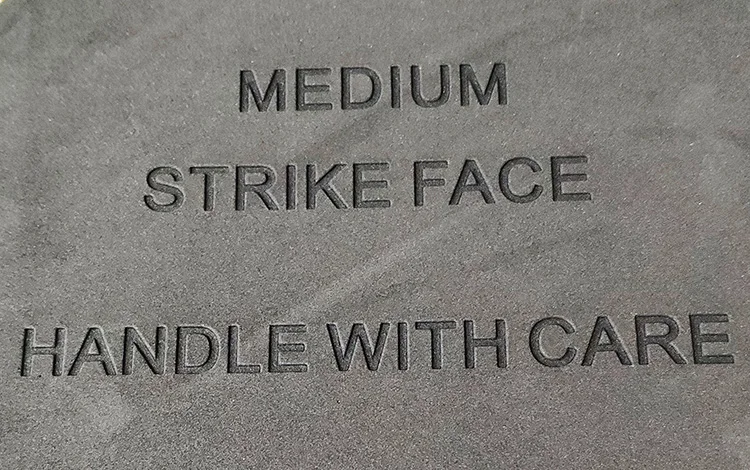 MEDIUM
STRIKE FACE
HANDLE WITH CARE